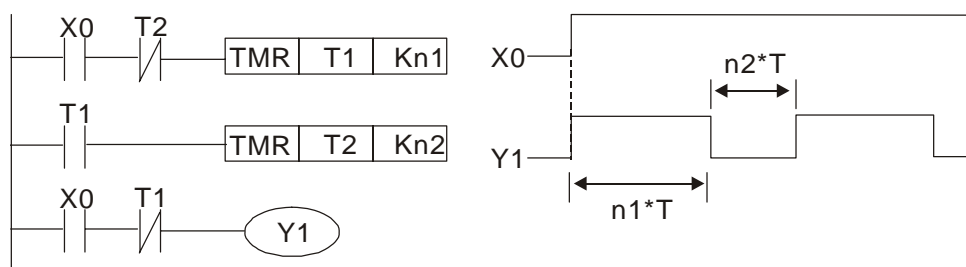 X0 T2
TMR T1 Kn1
T1
TMR T2 Kn2
X0 T1
Y1
X0
n2*T
Y1
n1*T